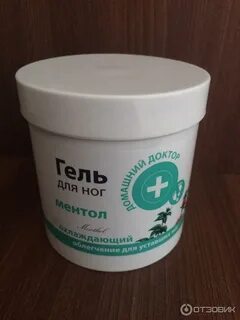 Гель
для ног
ДОМАШНИЙ ДОКТОР
ментол
Menthol
охлаждающий
облегчение для уставших
ОТЗОВИК